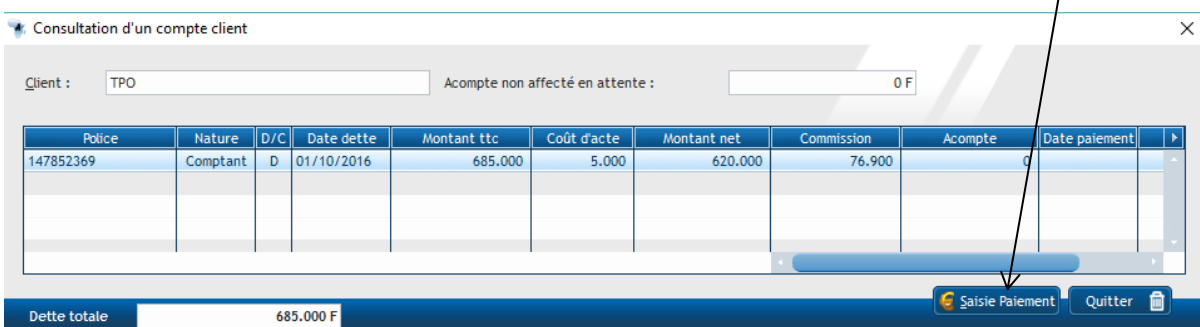 Consultation d'un compte client
Client : TPO Acompte non affecté en attente : 0 F
Police Nature D/C Date dette Montant ttc Coût d'acte Montant net Commission Acompte Date paiement
147852369 Comptant D 01/10/2016 685.000 5.000 620.000 76.900 0
Saisie Paiement Quitter
Dette totale 685.000 F